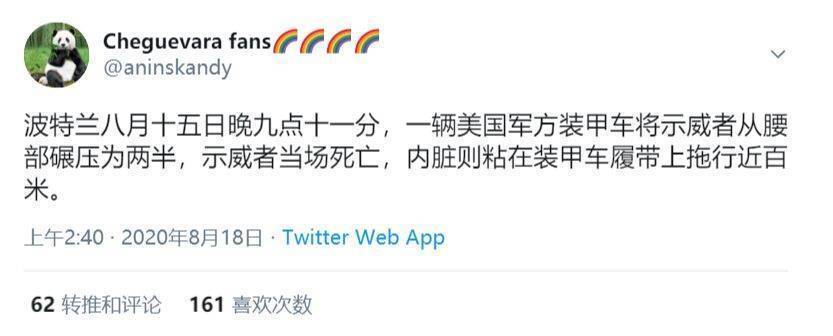 Cheguevara fans🌈🌈🌈🌈
@aninskandy
波特兰八月十五日晚九点十一分，一辆美国军方装甲车将示威者从腰
部碾压为两半，示威者当场死亡，内脏则粘在装甲车履带上拖行近百
米。
上午2:40 · 2020年8月18日 · Twitter Web App
62 转推和评论 161 喜欢次数